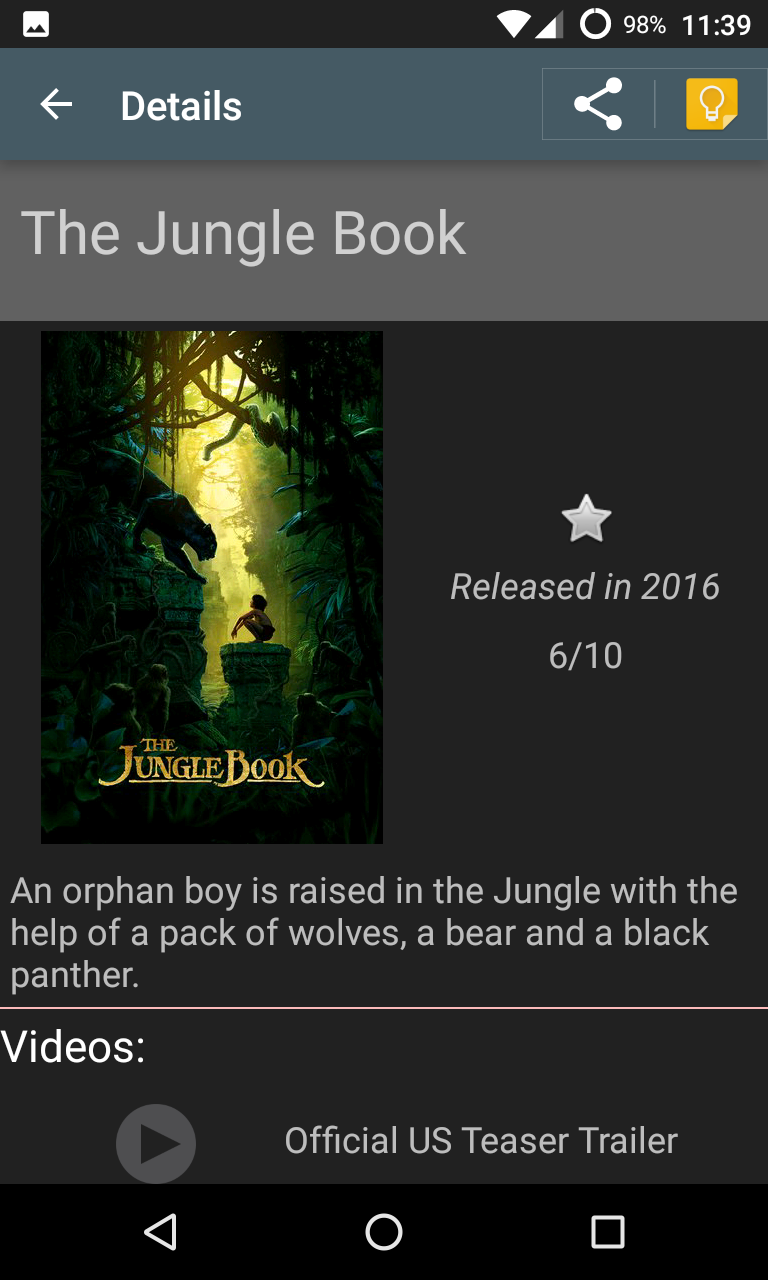 98% 11:39
Details
The Jungle Book
Released in 2016
6/10
THE
JUNGLE BOOK
An orphan boy is raised in the Jungle with the
help of a pack of wolves, a bear and a black
panther.
Videos:
Official US Teaser Trailer